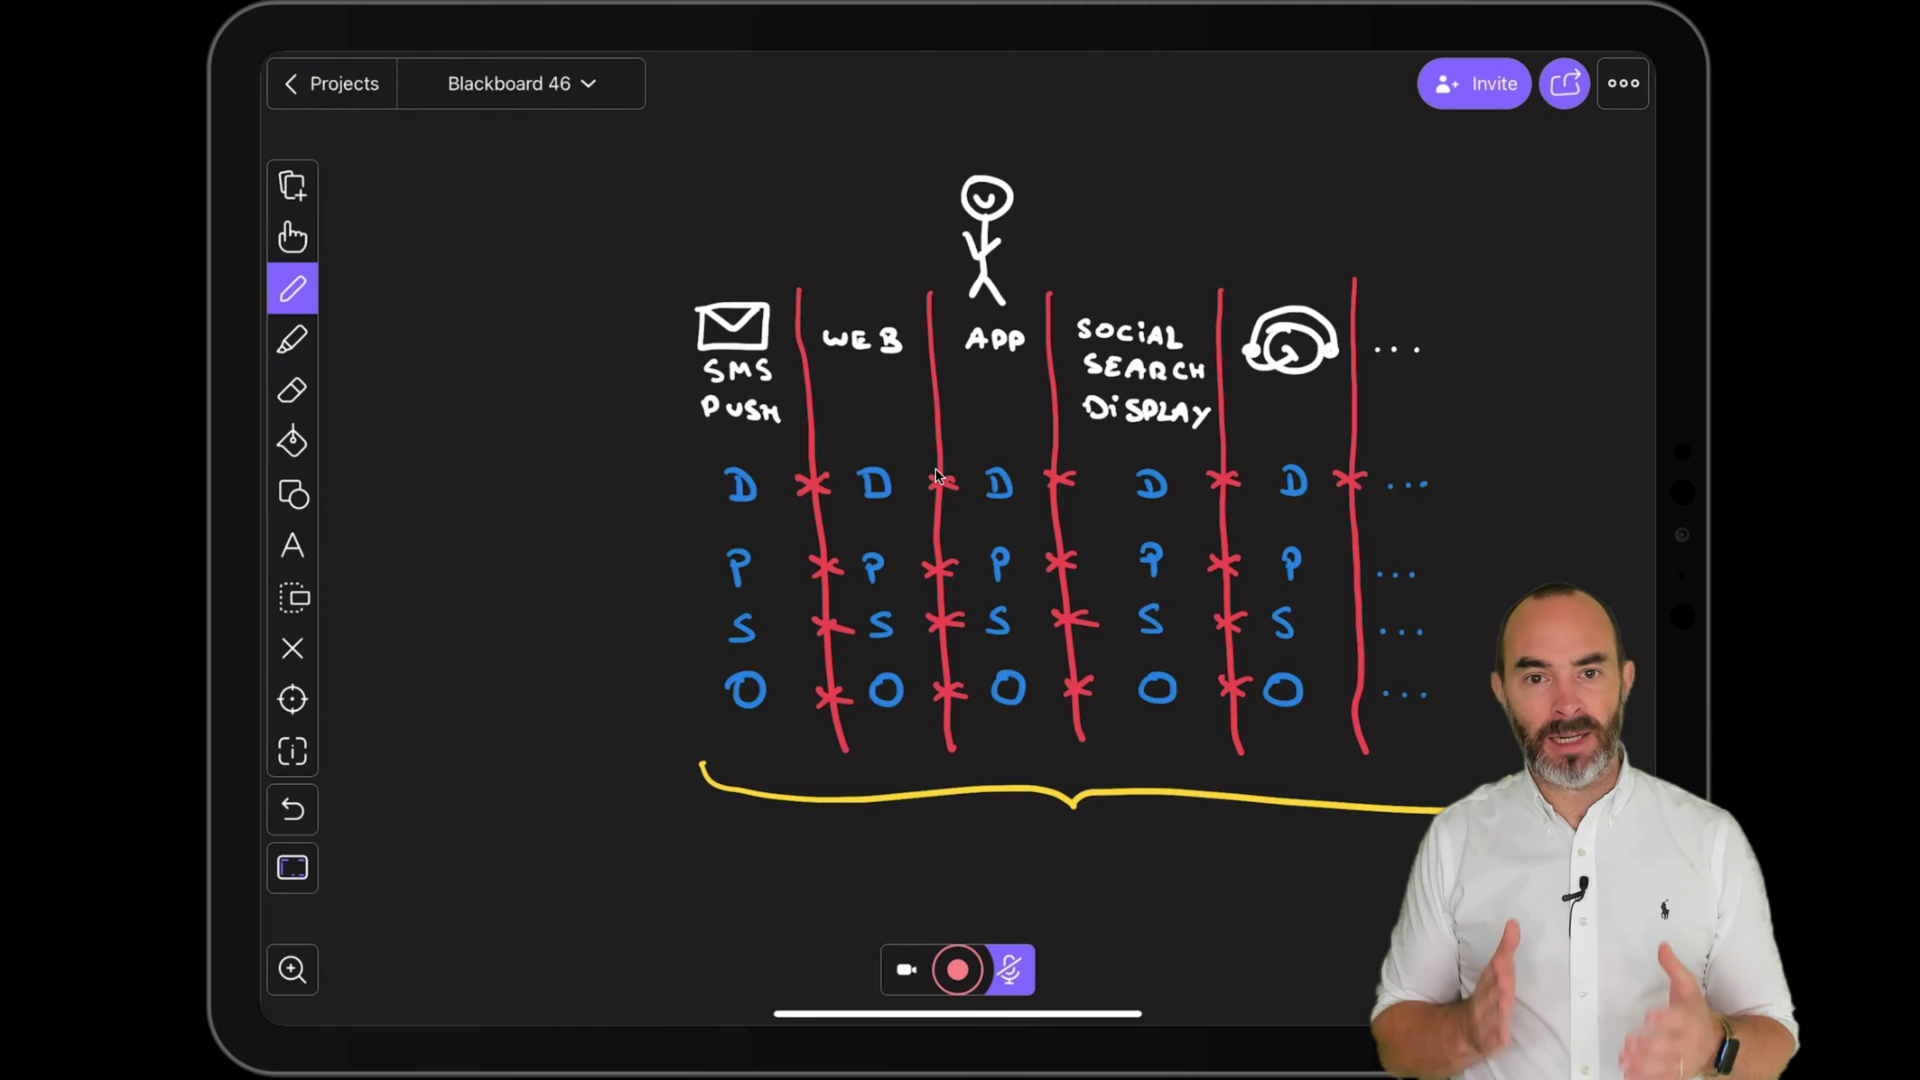 Projects
Blackboard 46
Invite
SMS
PUSH
WEB
APP
SOCIAL
SEARCH
DISPLAY
...
D D D D D ...
P P P P P ...
S S S S S ...
O O O O O ...